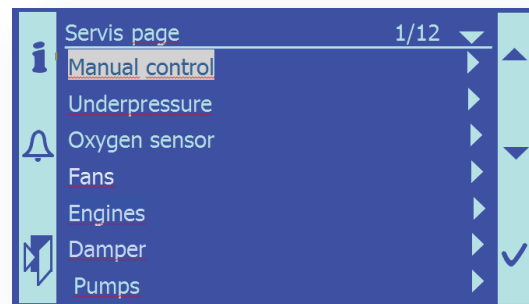 Servis page 1/12
Manual control
Underpressure
Oxygen sensor
Fans
Engines
Damper
Pumps